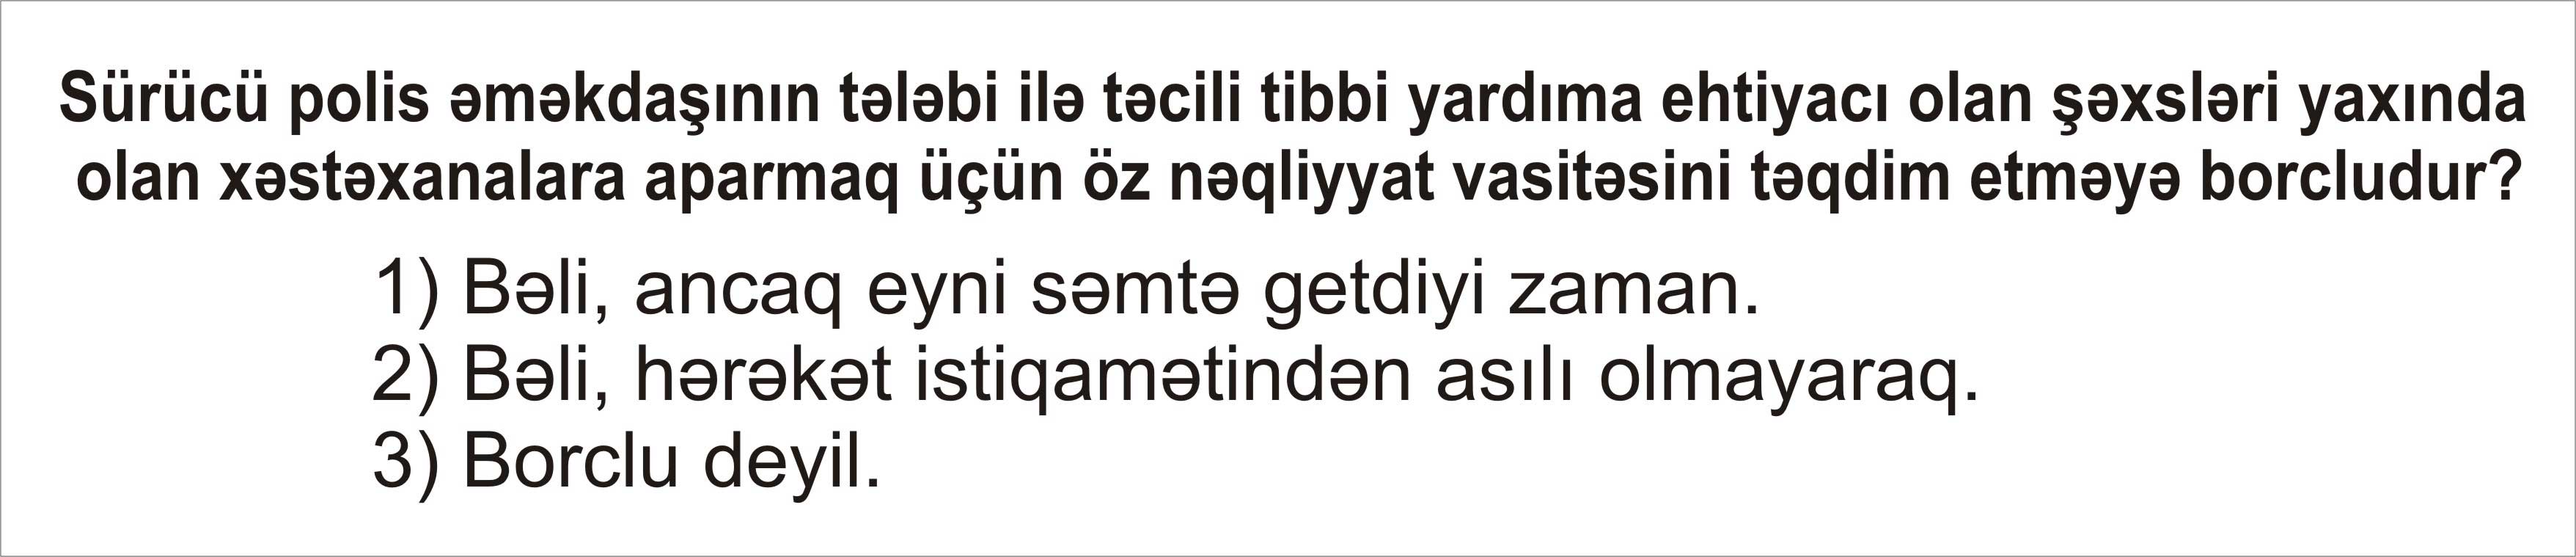 Sürücü polis əməkdaşının tələbi ilə təcili tibbi yardıma ehtiyacı olan şəxsləri yaxında
olan xəstəxanalara aparmaq üçün öz nəqliyyat vasitəsini təqdim etməyə borcludur?
1) Bəli, ancaq eyni səmtə getdiyi zaman.
2) Bəli, hərəkət istiqamətindən asılı olmayaraq.
3) Borclu deyil.